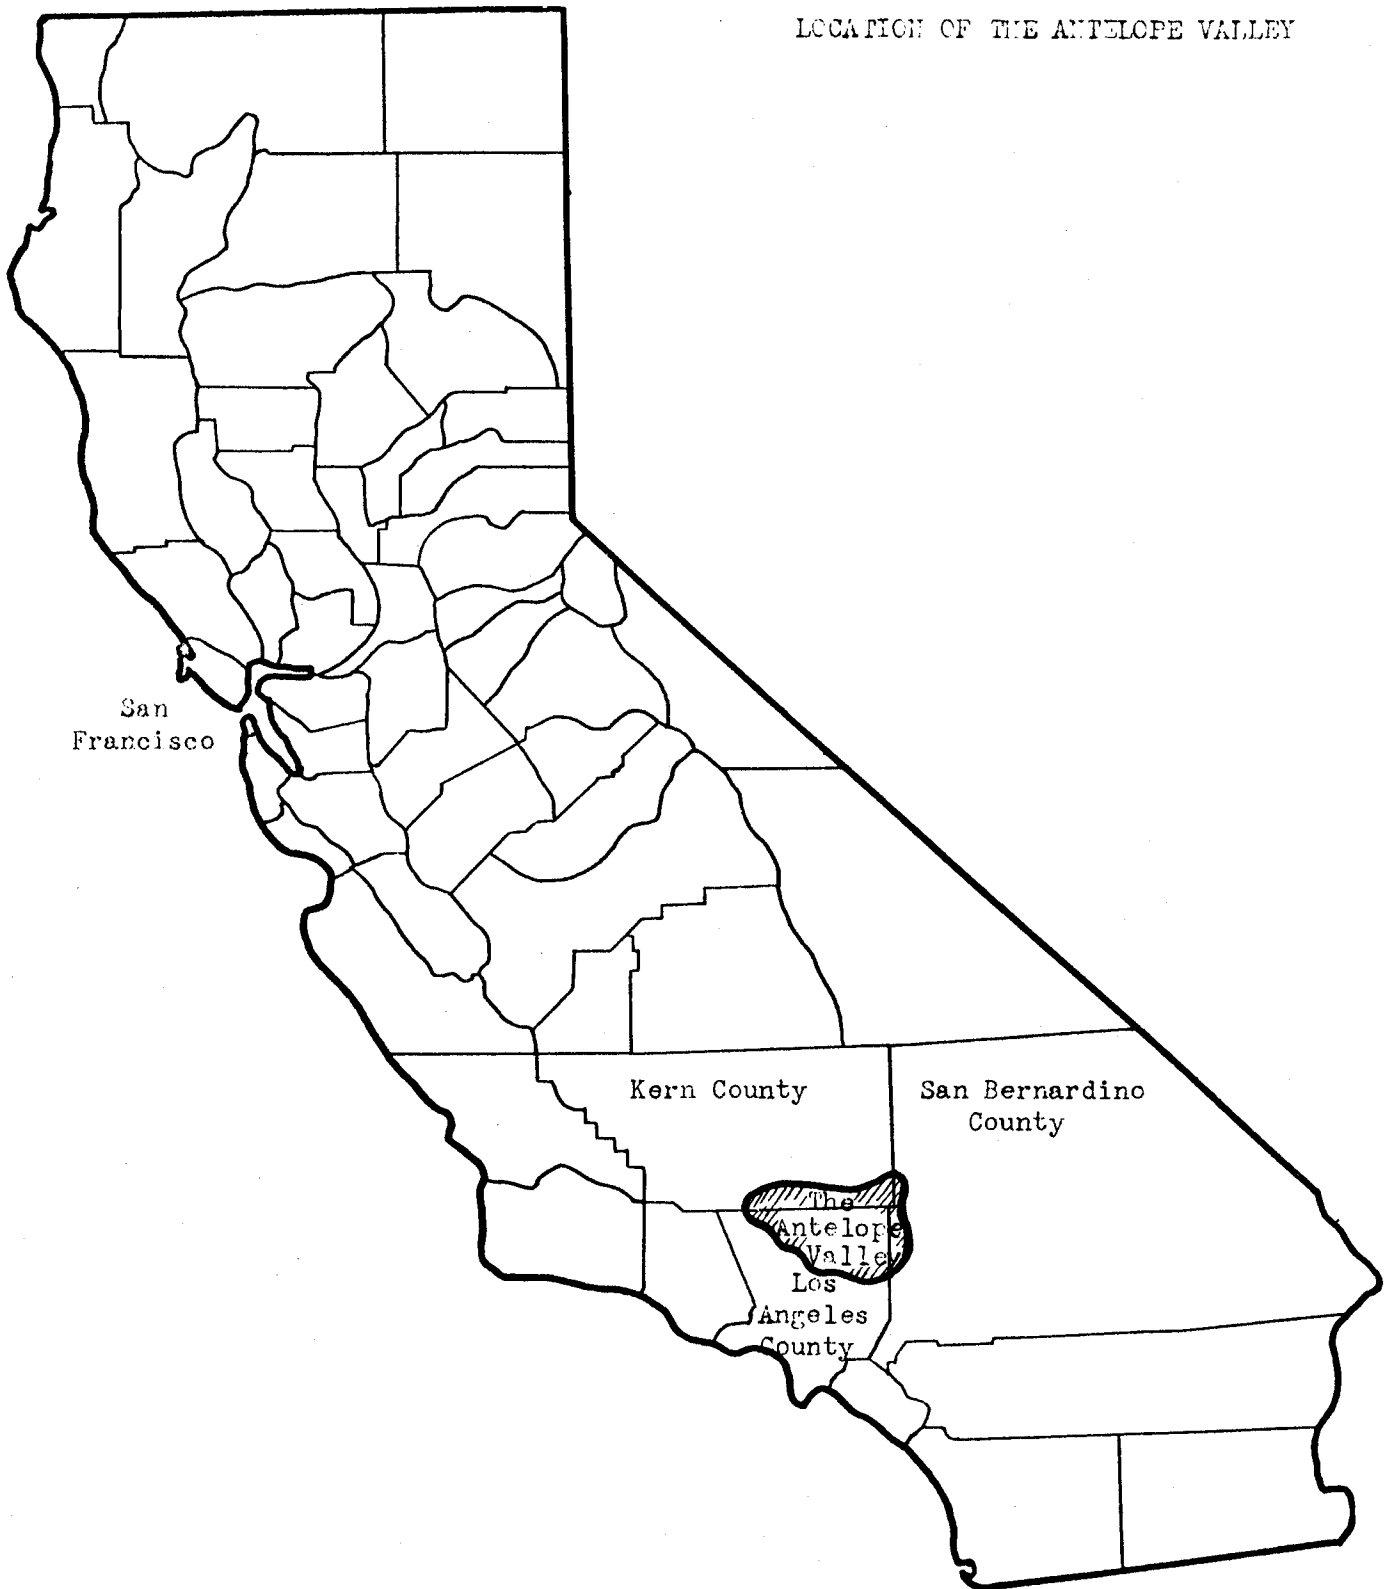 LOCATION OF THE ANTELOPE VALLEY
San
Francisco
Kern County
San Bernardino
County
The
Antelope
Valley
Los
Angeles
County